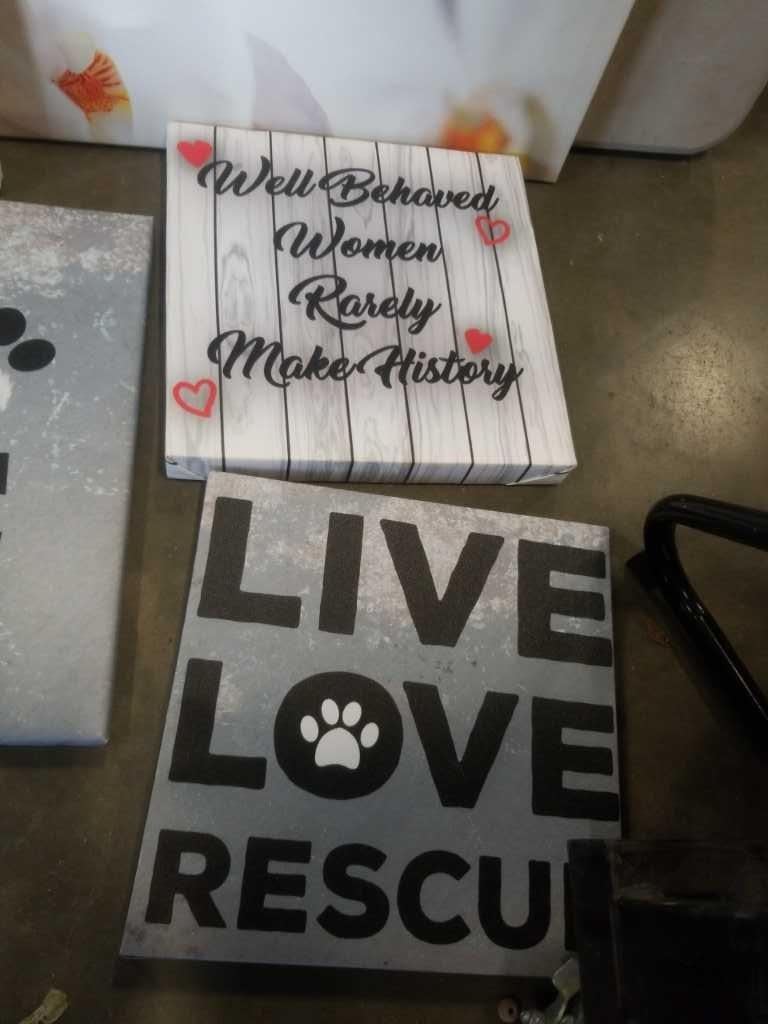 Well Behaved
Women
Rarely
Make History
LIVE
LOVE
RESCU